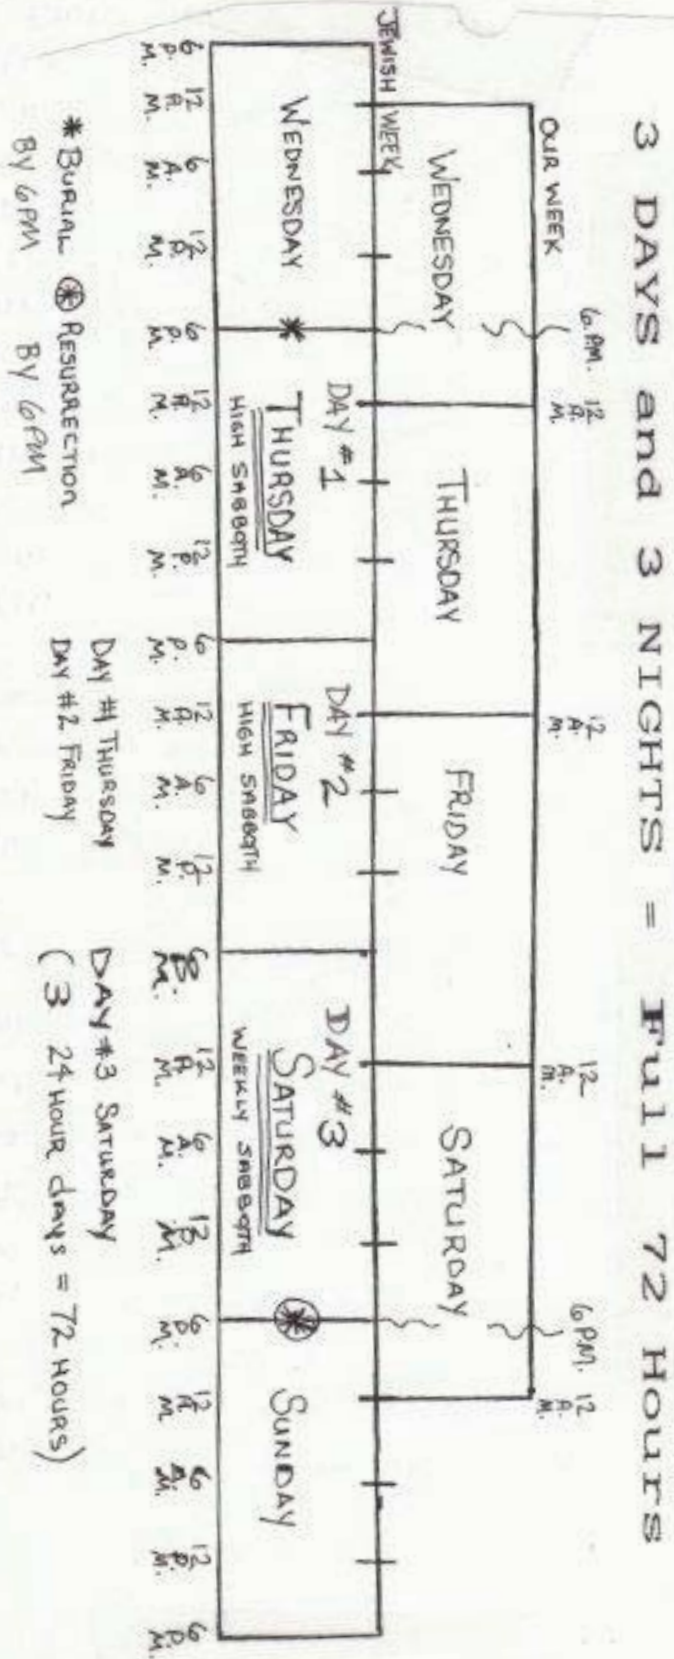 3 DAYS and 3 NIGHTS = Full 72 Hours
6 P.M. 12 A.M. 12 A.M. 12 A.M. 6 P.M. 12 A.M.
OUR WEEK
WEDNESDAY THURSDAY FRIDAY SATURDAY
JEWISH WEEK
DAY #1 DAY #2 DAY #3
WEDNESDAY * THURSDAY FRIDAY SATURDAY SUNDAY
HIGH SABBOTH HIGH SABBOTH WEEKLY SABBOTH
6 P.M. 12 A.M. 6 A.M. 12 P.M. 6 P.M. 12 A.M. 6 A.M. 12 P.M. 6 P.M. 12 A.M. 6 A.M. 12 P.M. 6 P.M. 12 A.M. 6 A.M. 12 P.M. 6 P.M. 12 A.M. 6 A.M. 12 P.M. 6 P.M.
* BURIAL ⊛ RESURRECTION
BY 6PM BY 6PM
DAY #1 THURSDAY
DAY #2 FRIDAY
DAY #3 SATURDAY
(3 24 HOUR days = 72 HOURS)